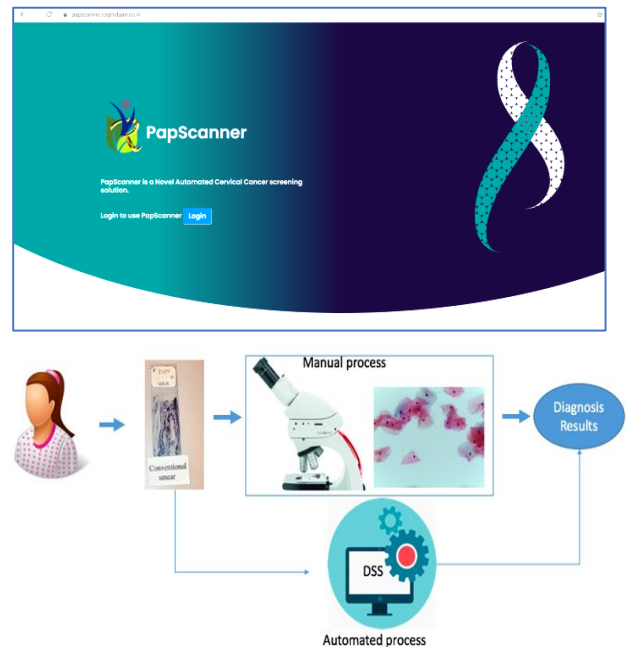 PapScanner
PapScanner is a Novel Automated Cervical Cancer screening
solution.
Login to use PapScanner Login
Manual process
Conventional
smear
Diagnosis
Results
DSS
Automated process